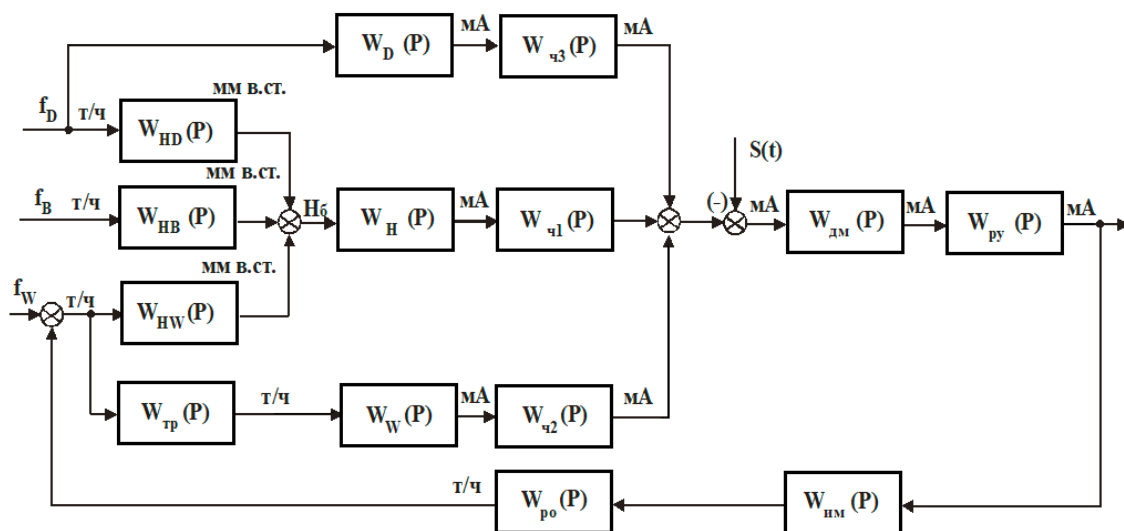 мА
мА
W_D (P)
W_ч3 (P)
мм в.ст.
f_D
т/ч
W_HD (P)
S(t)
мм в.ст.
f_B
т/ч
W_HB (P)
Hб
W_H (P)
мА
W_ч1 (P)
(-)
мА
W_дм (P)
мА
W_ру (P)
мА
мм в.ст.
f_W
т/ч
W_HW (P)
W_тр (P)
т/ч
W_W (P)
мА
W_ч2 (P)
мА
т/ч
W_ро (P)
W_им (P)